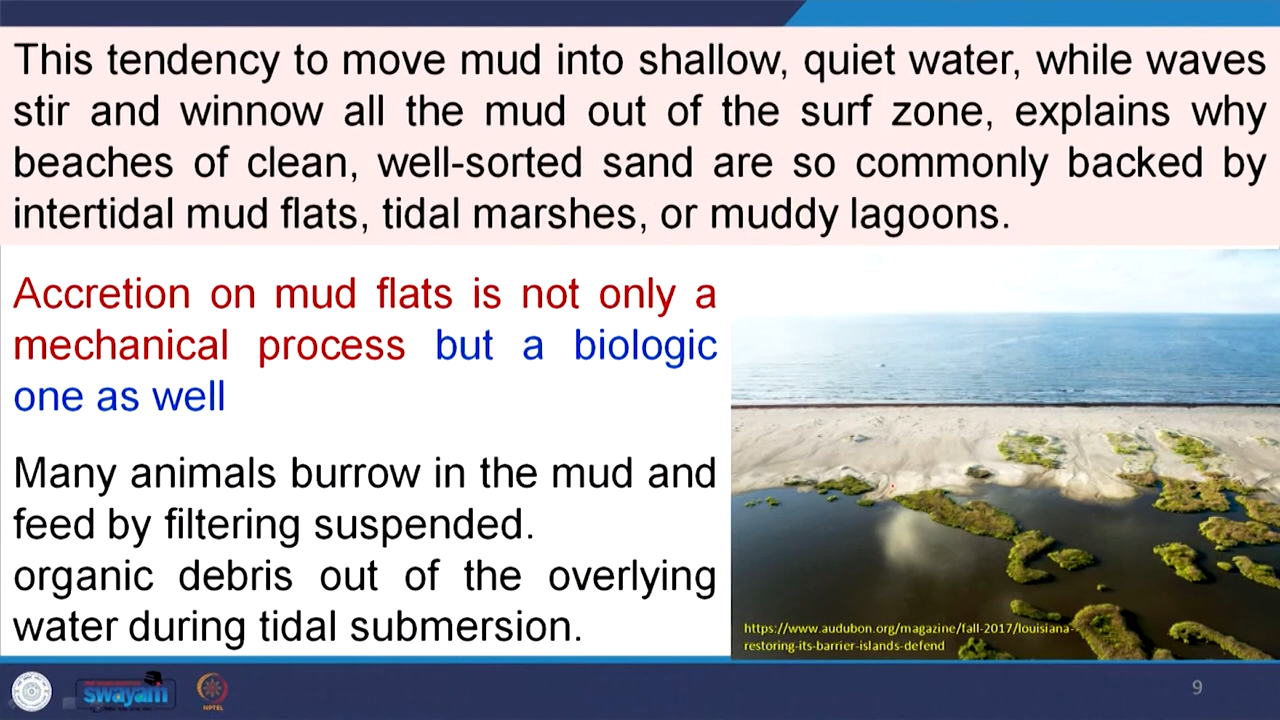 This tendency to move mud into shallow, quiet water, while waves
stir and winnow all the mud out of the surf zone, explains why
beaches of clean, well-sorted sand are so commonly backed by
intertidal mud flats, tidal marshes, or muddy lagoons.
Accretion on mud flats is not only a
mechanical process but a biologic
one as well
Many animals burrow in the mud and
feed by filtering suspended.
organic debris out of the overlying
water during tidal submersion.
https://www.audubon.org/magazine/fall-2017/louisiana-
restoring-its-barrier-islands-defend
swayam
NPTEL
9